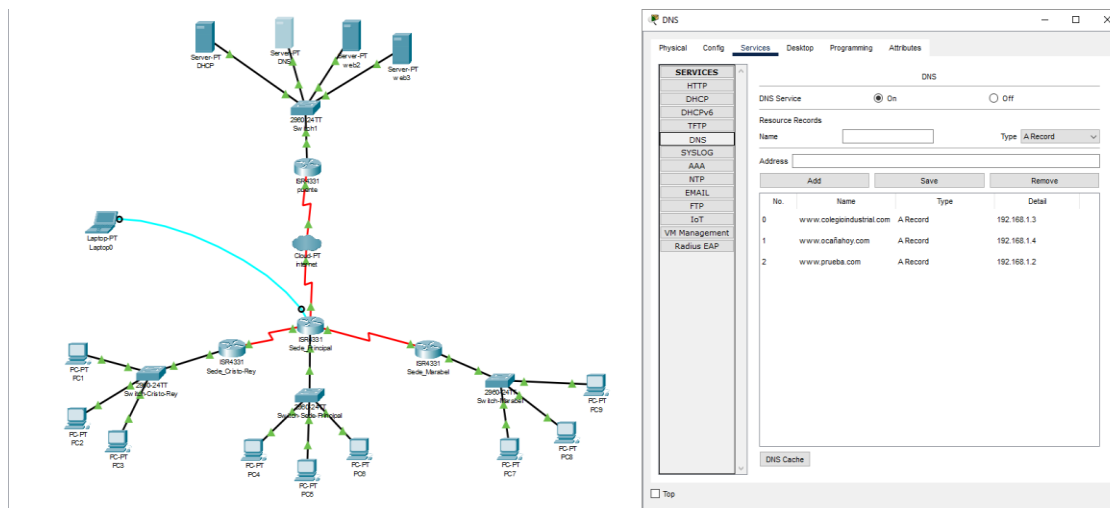 Server-PT
DHCP
Server-PT
DNS
Server-PT
web2
Server-PT
web3
2960-24TT
Switch1
ISR4331
puente
Laptop-PT
Laptop0
Cloud-PT
internet
ISR4331
Sede_Principal
ISR4331
Sede_Cristo-Rey
ISR4331
Sede_Marabel
PC-PT
PC1
2960-24TT
Switch-Cristo-Rey
PC-PT
PC2
PC-PT
PC3
2960-24TT
Switch-Sede-Principal
PC-PT
PC4
PC-PT
PC5
PC-PT
PC6
2960-24TT
Switch-Marabel
PC-PT
PC9
PC-PT
PC8
PC-PT
PC7
DNS
Physical Config Services Desktop Programming Attributes
SERVICES
HTTP
DHCP
DHCPv6
TFTP
DNS
SYSLOG
AAA
NTP
EMAIL
FTP
IoT
VM Management
Radius EAP
DNS
DNS Service On Off
Resource Records
Name Type A Record
Address
Add Save Remove
No. Name Type Detail
0 www.colegioindustrial.com A Record 192.168.1.3
1 www.ocañahoy.com A Record 192.168.1.4
2 www.prueba.com A Record 192.168.1.2
DNS Cache
Top